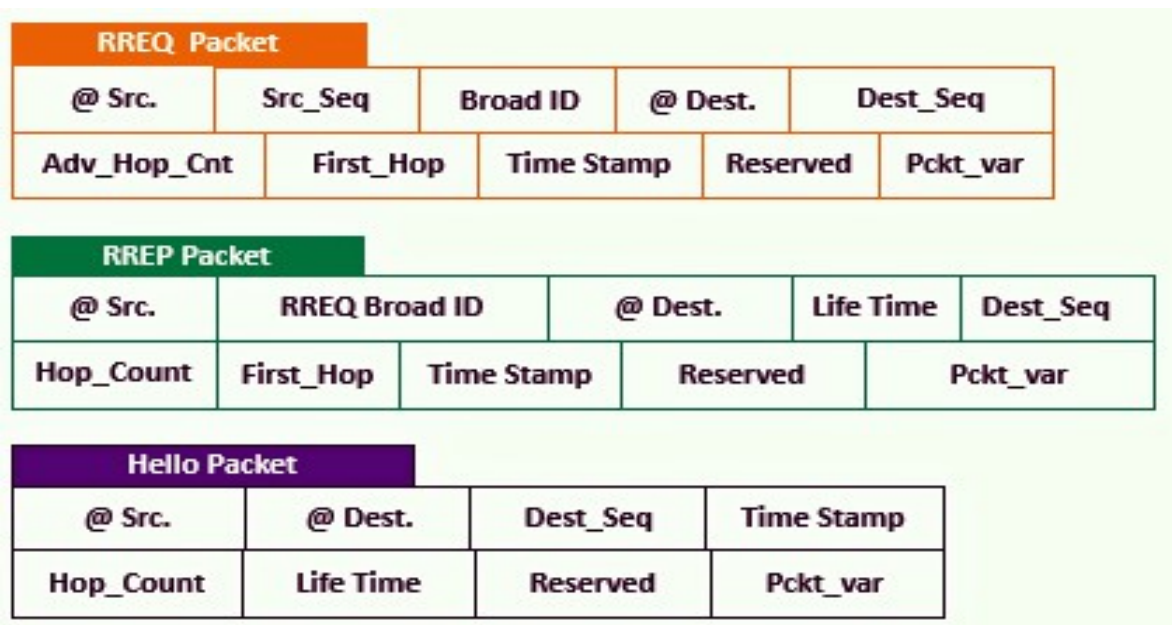 RREQ Packet
@ Src. Src_Seq Broad ID @ Dest. Dest_Seq
Adv_Hop_Cnt First_Hop Time Stamp Reserved Pckt_var
RREP Packet
@ Src. RREQ Broad ID @ Dest. Life Time Dest_Seq
Hop_Count First_Hop Time Stamp Reserved Pckt_var
Hello Packet
@ Src. @ Dest. Dest_Seq Time Stamp
Hop_Count Life Time Reserved Pckt_var